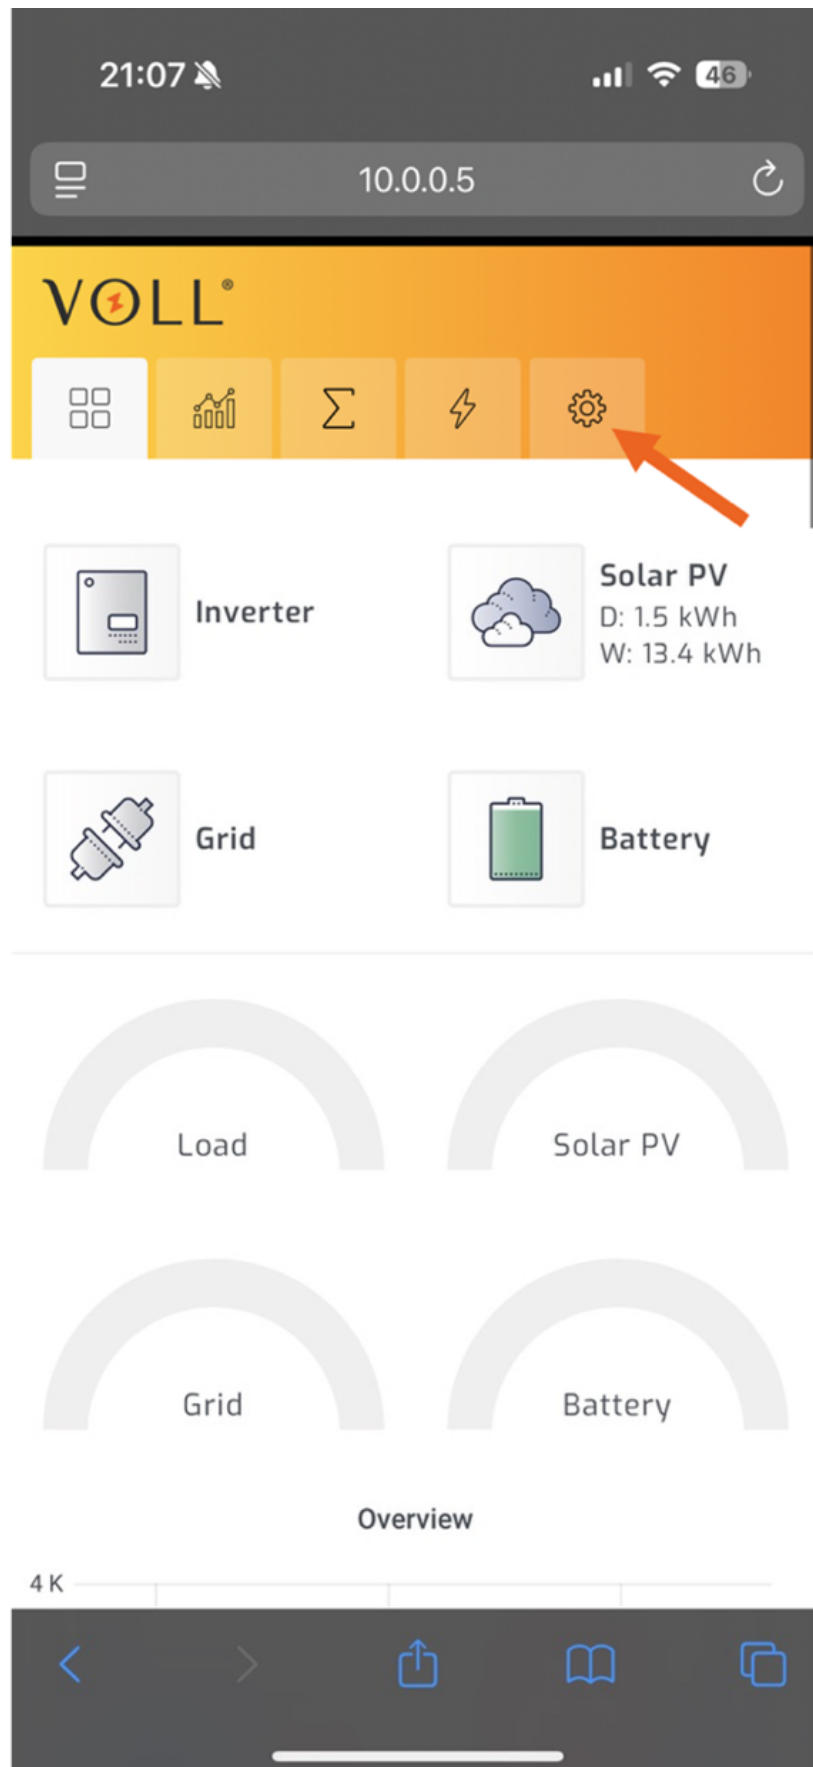 21:07
46
10.0.0.5
VOLL®
Inverter
Solar PV
D: 1.5 kWh
W: 13.4 kWh
Grid
Battery
Load
Solar PV
Grid
Battery
Overview
4 K